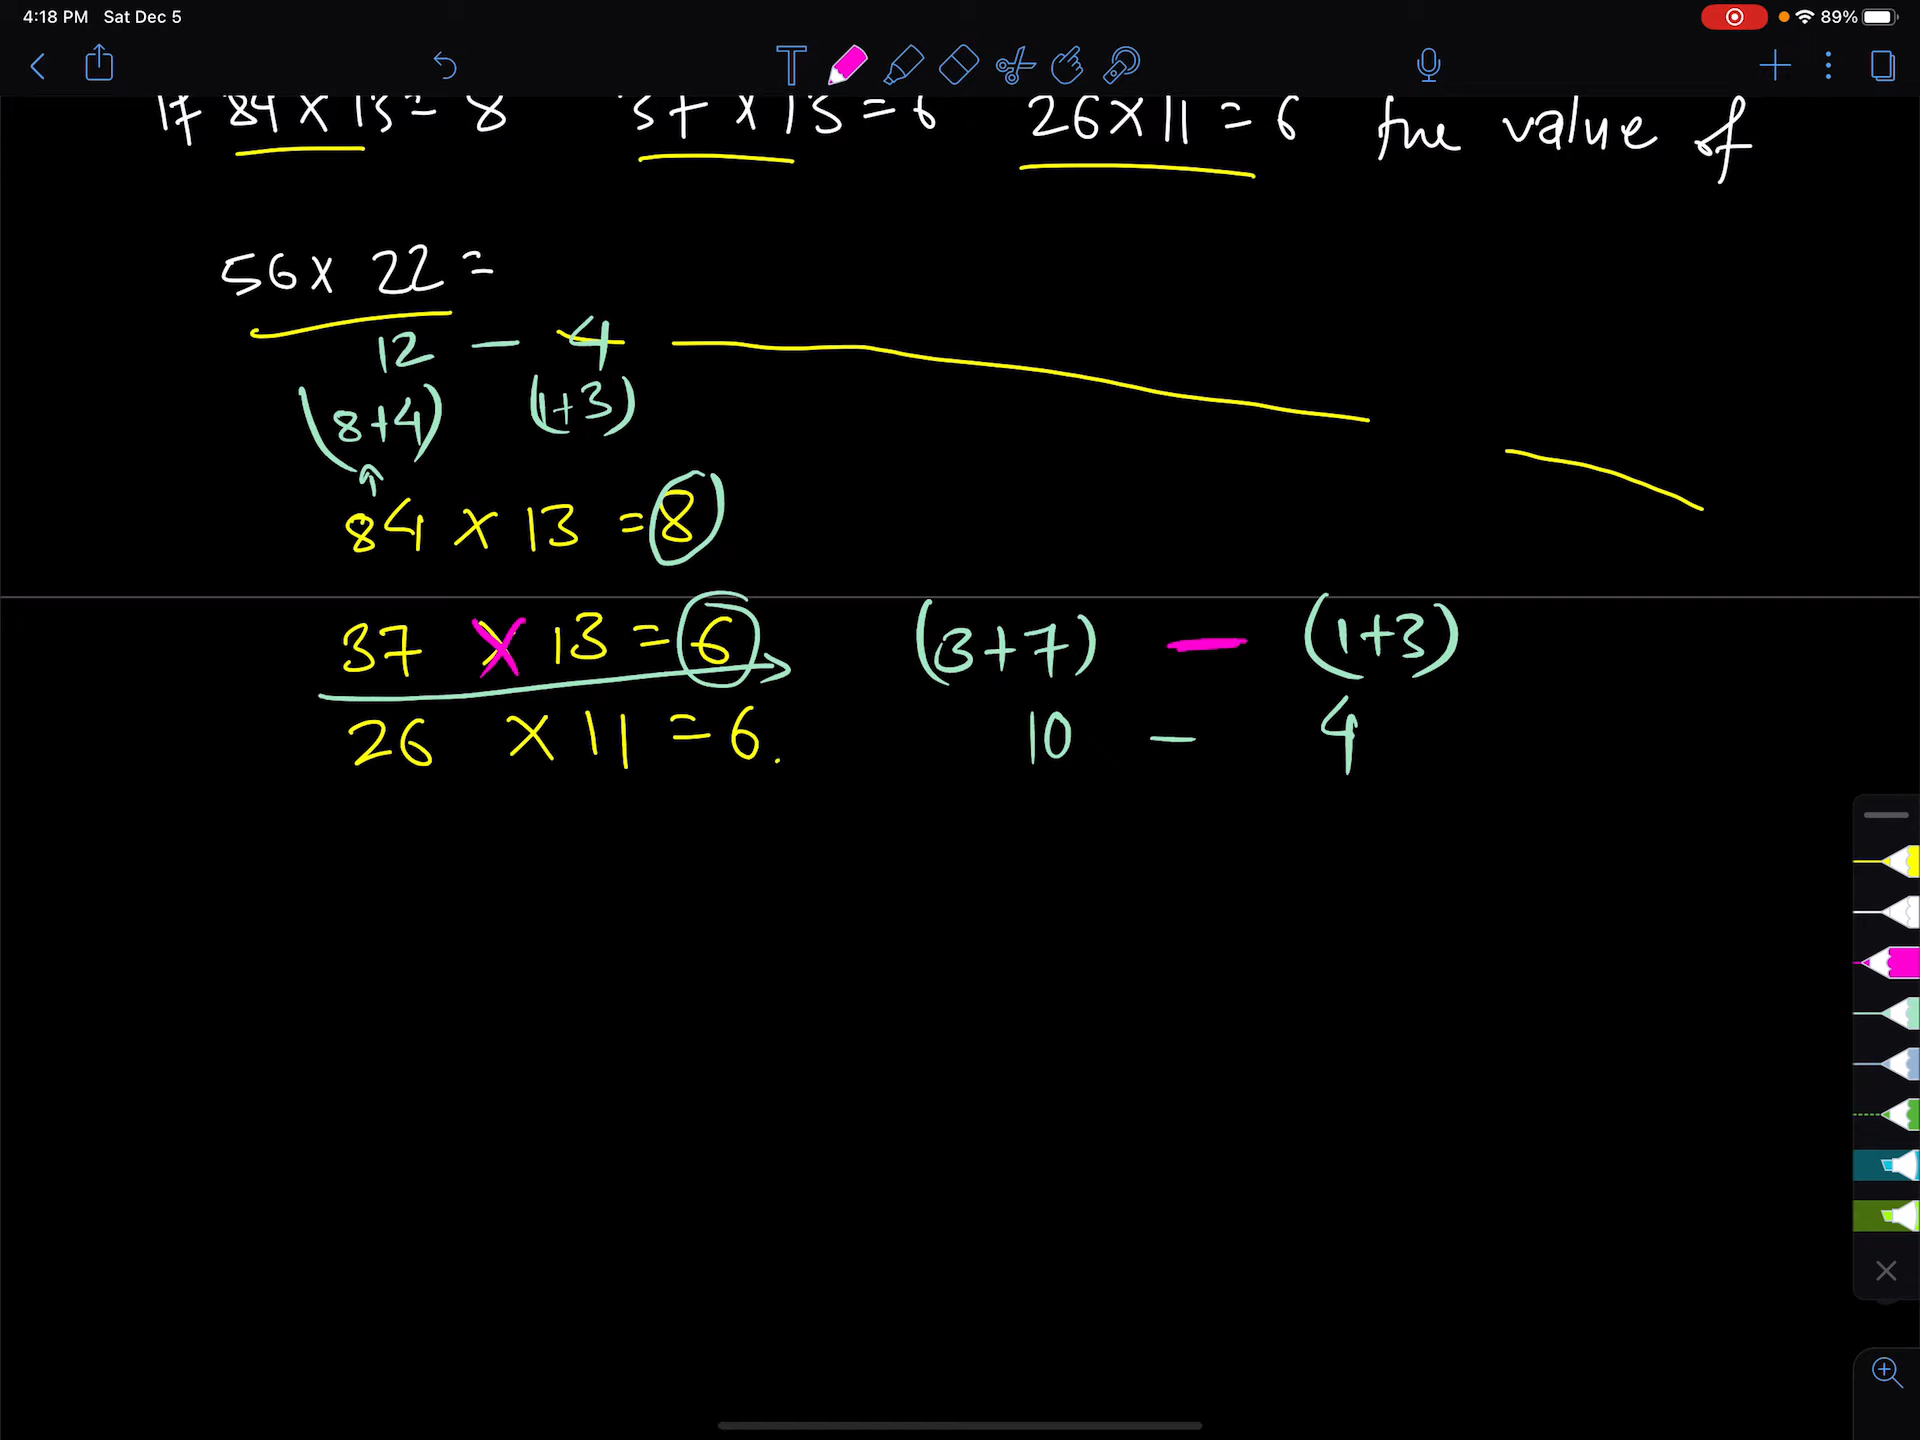 4:18 PM Sat Dec 5 89%
If 84 x 13 = 8 37 x 13 = 6 26 x 11 = 6 the value of
56 x 22 =
12 - 4
(8+4) (1+3)
84 x 13 = 8
37 x 13 = 6 (3+7) - (1+3)
26 x 11 = 6. 10 - 4